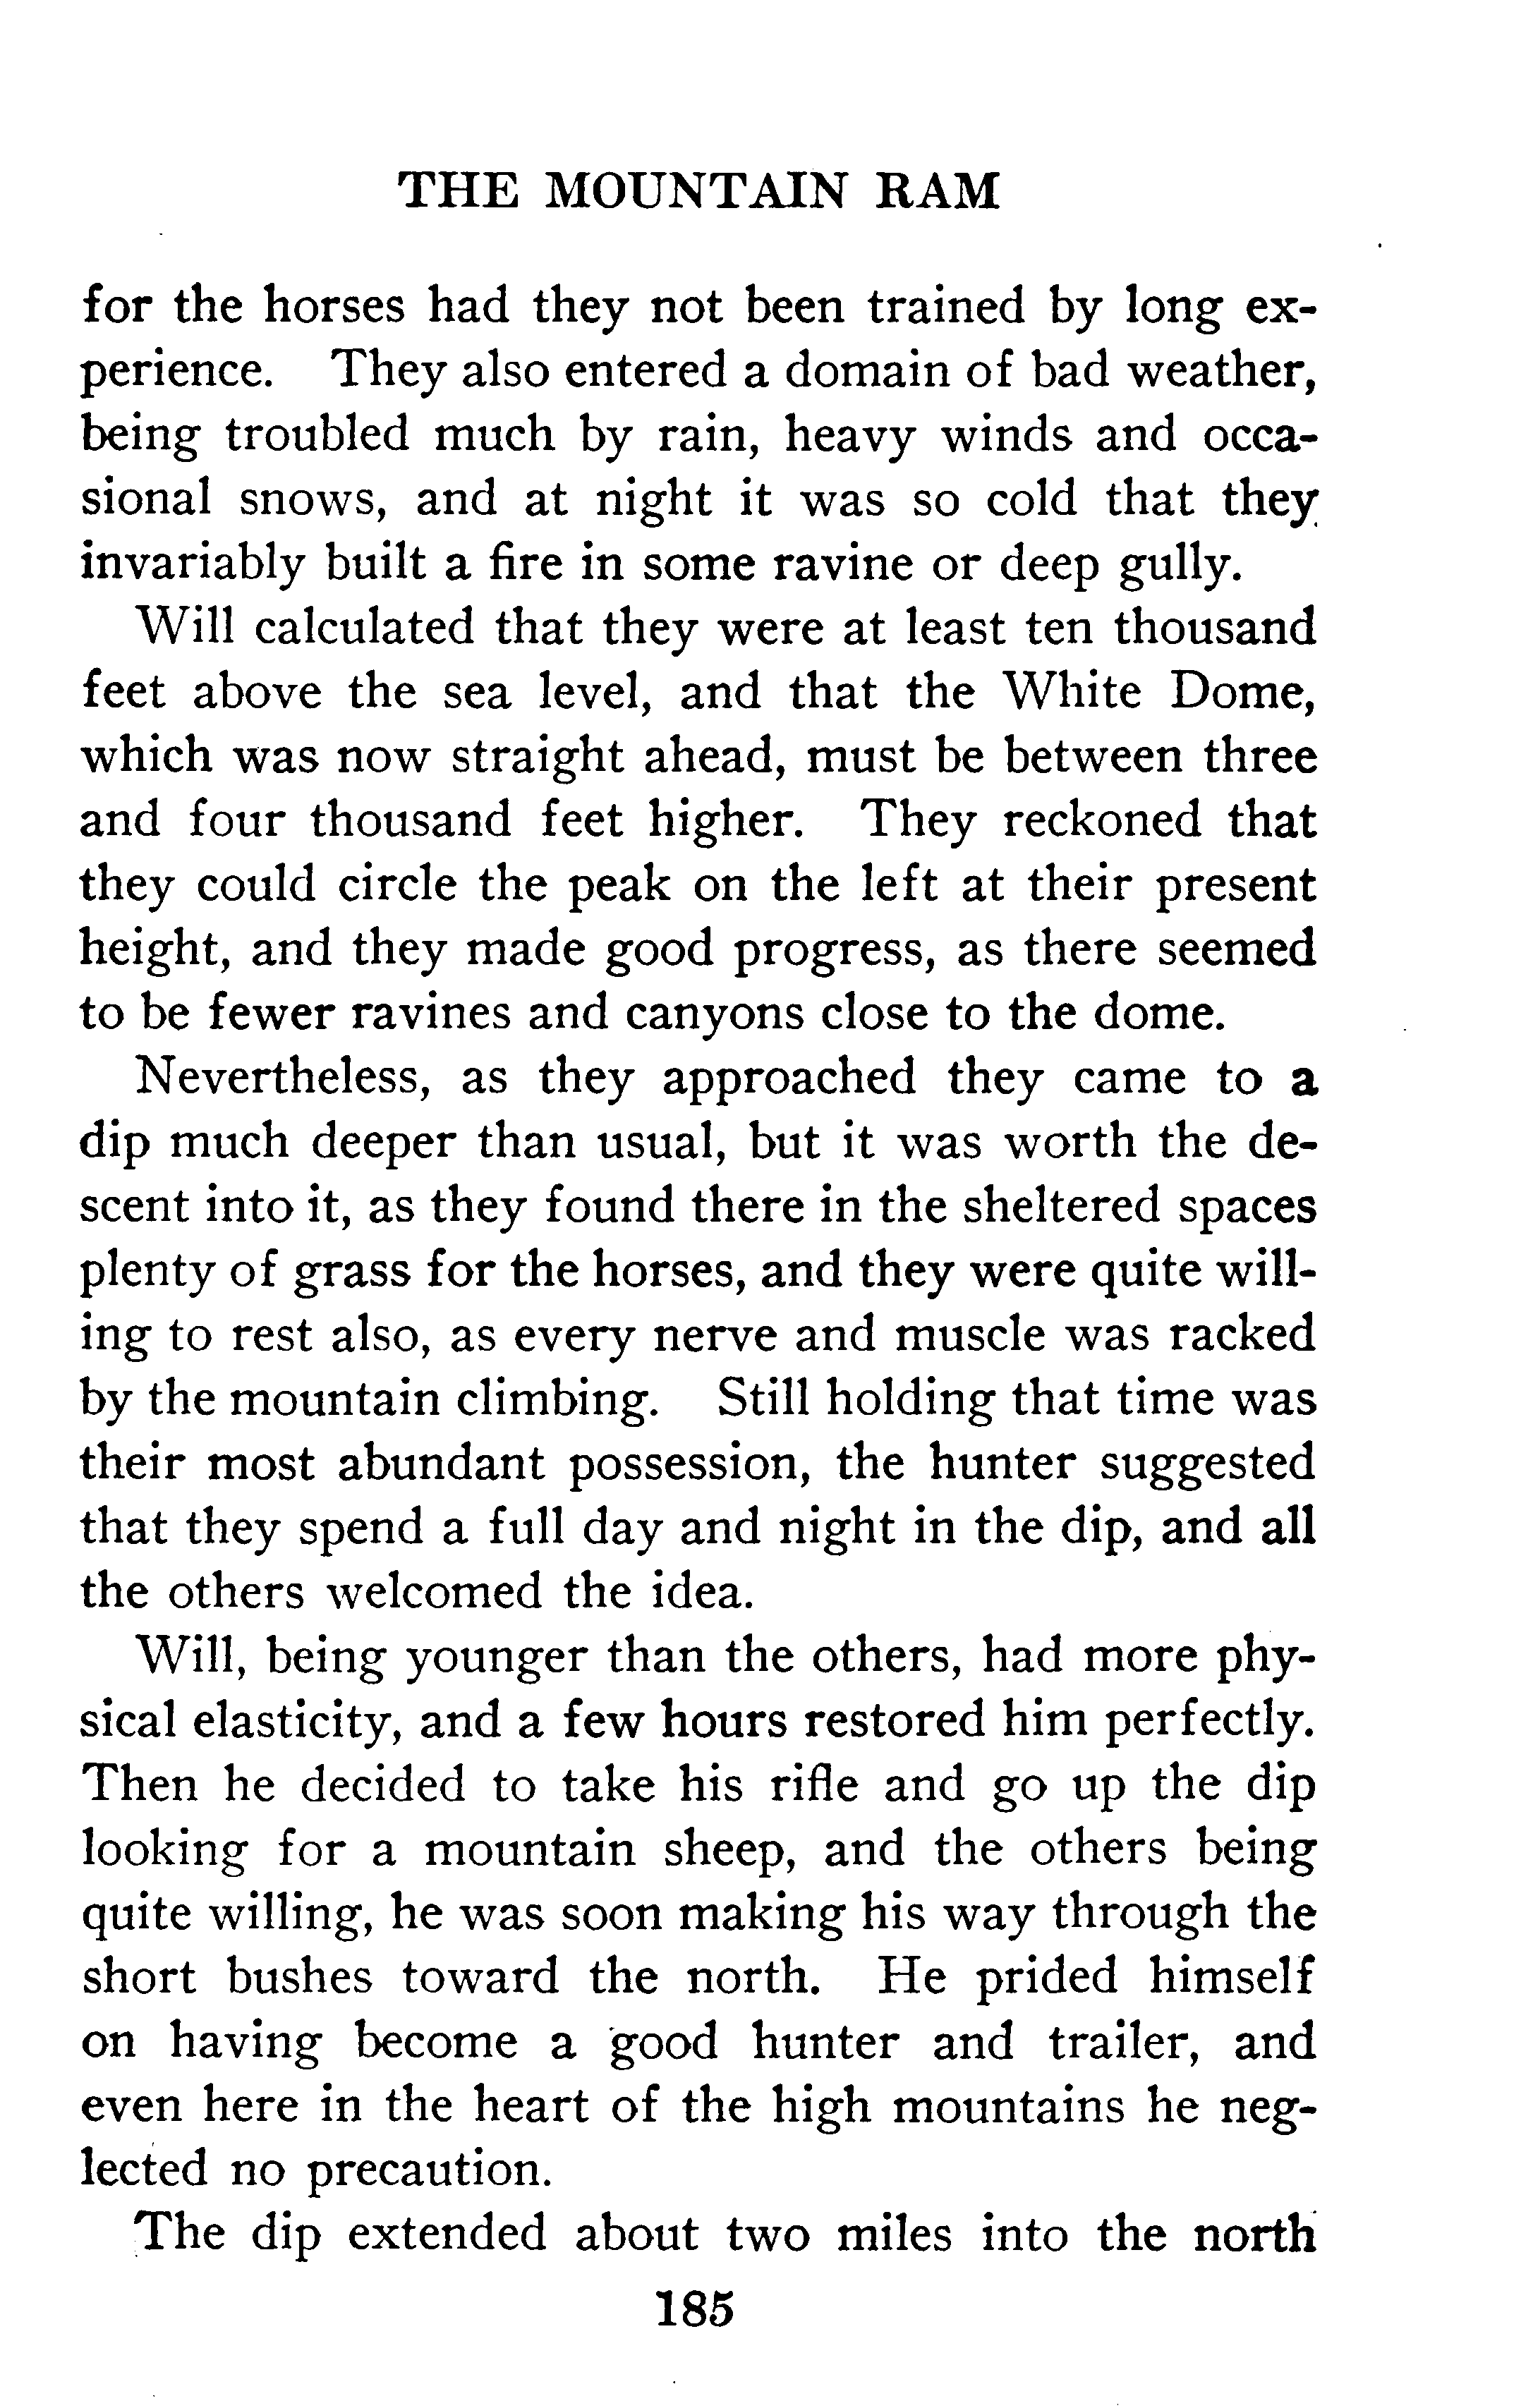 THE MOUNTAIN RAM
for the horses had they not been trained by long ex-
perience. They also entered a domain of bad weather,
being troubled much by rain, heavy winds and occa-
sional snows, and at night it was so cold that they
invariably built a fire in some ravine or deep gully.
Will calculated that they were at least ten thousand
feet above the sea level, and that the White Dome,
which was now straight ahead, must be between three
and four thousand feet higher. They reckoned that
they could circle the peak on the left at their present
height, and they made good progress, as there seemed
to be fewer ravines and canyons close to the dome.
Nevertheless, as they approached they came to a
dip much deeper than usual, but it was worth the de-
scent into it, as they found there in the sheltered spaces
plenty of grass for the horses, and they were quite will-
ing to rest also, as every nerve and muscle was racked
by the mountain climbing. Still holding that time was
their most abundant possession, the hunter suggested
that they spend a full day and night in the dip, and all
the others welcomed the idea.
Will, being younger than the others, had more phy-
sical elasticity, and a few hours restored him perfectly.
Then he decided to take his rifle and go up the dip
looking for a mountain sheep, and the others being
quite willing, he was soon making his way through the
short bushes toward the north. He prided himself
on having become a good hunter and trailer, and
even here in the heart of the high mountains he neg-
lected no precaution.
The dip extended about two miles into the north
185